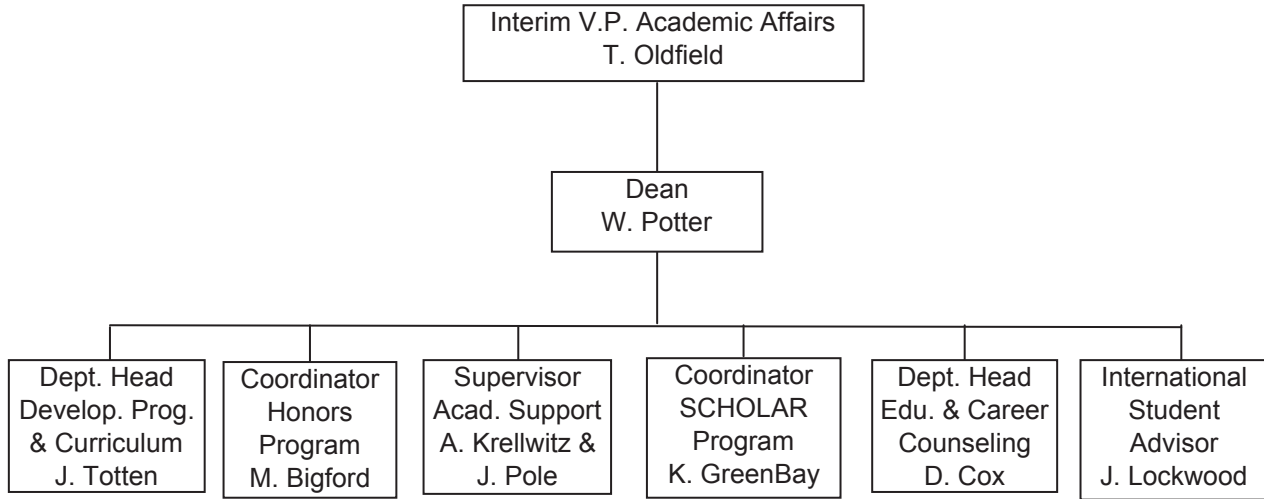 Interim V.P. Academic Affairs
T. Oldfield
Dean
W. Potter
Dept. Head
Develop. Prog.
& Curriculum
J. Totten
Coordinator
Honors
Program
M. Bigford
Supervisor
Acad. Support
A. Krellwitz &
J. Pole
Coordinator
SCHOLAR
Program
K. GreenBay
Dept. Head
Edu. & Career
Counseling
D. Cox
International
Student
Advisor
J. Lockwood